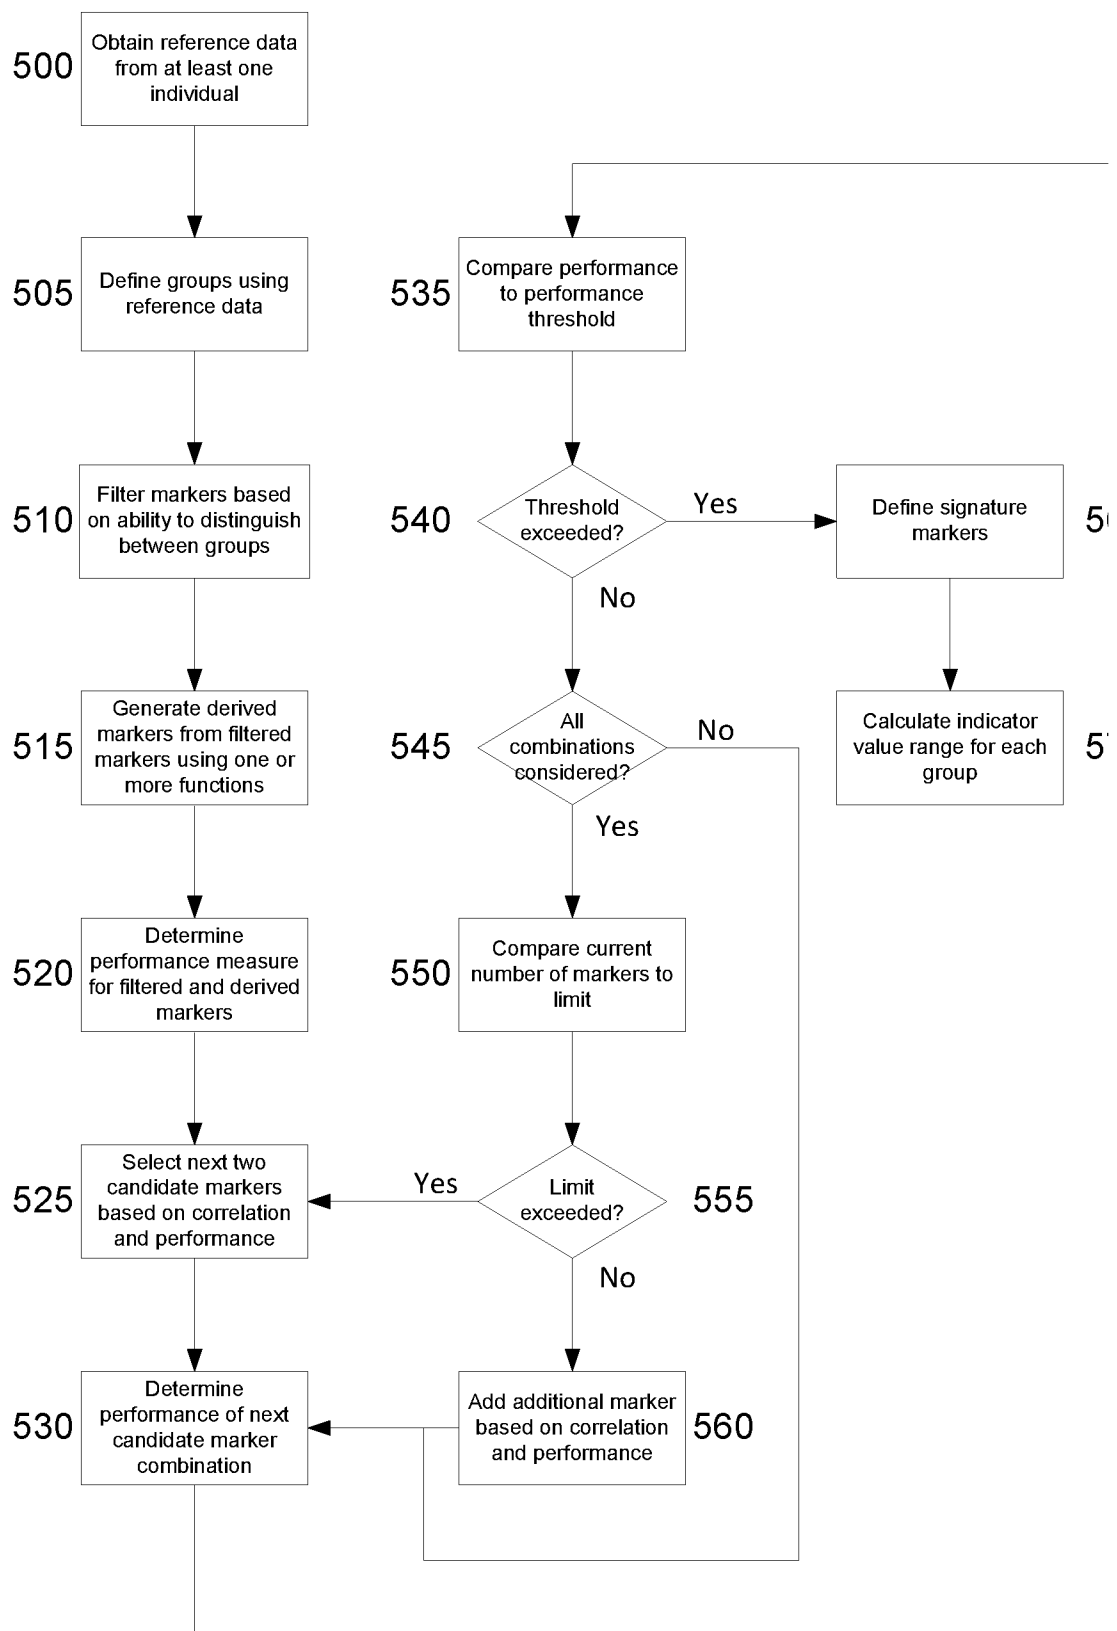 500
Obtain reference data
from at least one
individual
505
Define groups using
reference data
510
Filter markers based
on ability to distinguish
between groups
515
Generate derived
markers from filtered
markers using one or
more functions
520
Determine
performance measure
for filtered and derived
markers
525
Select next two
candidate markers
based on correlation
and performance
530
Determine
performance of next
candidate marker
combination
535
Compare performance
to performance
threshold
540
Threshold
exceeded?
Yes
No
545
All
combinations
considered?
No
Yes
550
Compare current
number of markers to
limit
Yes
Limit
exceeded?
555
No
Add additional marker
based on correlation
and performance
560
Define signature
markers
Calculate indicator
value range for each
group